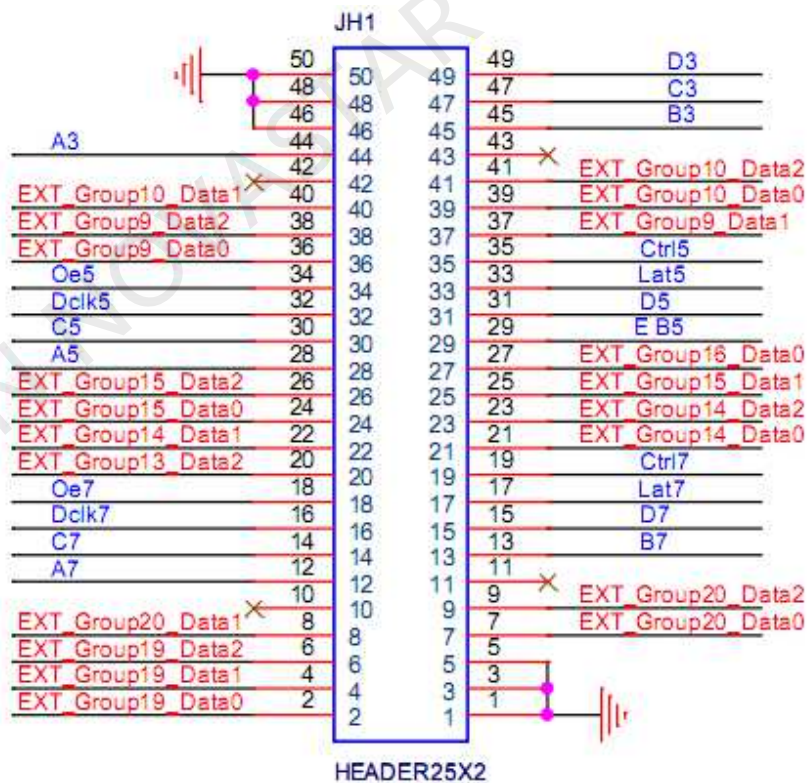 JH1
50 50 49 49 D3
48 48 47 47 C3
46 46 45 45 B3
A3 44 44 43 43
42 42 41 41 EXT_Group10_Data2
EXT_Group10_Data1 40 40 39 39 EXT_Group10_Data0
EXT_Group9_Data2 38 38 37 37 EXT_Group9_Data1
EXT_Group9_Data0 36 36 35 35 Ctrl5
Oe5 34 34 33 33 Lat5
Dclk5 32 32 31 31 D5
C5 30 30 29 29 E B5
A5 28 28 27 27 EXT_Group16_Data0
EXT_Group15_Data2 26 26 25 25 EXT_Group15_Data1
EXT_Group15_Data0 24 24 23 23 EXT_Group14_Data2
EXT_Group14_Data1 22 22 21 21 EXT_Group14_Data0
EXT_Group13_Data2 20 20 19 19 Ctrl7
Oe7 18 18 17 17 Lat7
Dclk7 16 16 15 15 D7
C7 14 14 13 13 B7
A7 12 12 11 11
10 10 9 9 EXT_Group20_Data2
EXT_Group20_Data1 8 8 7 7 EXT_Group20_Data0
EXT_Group19_Data2 6 6 5 5
EXT_Group19_Data1 4 4 3 3
EXT_Group19_Data0 2 2 1 1
HEADER25X2
NOVASTAR